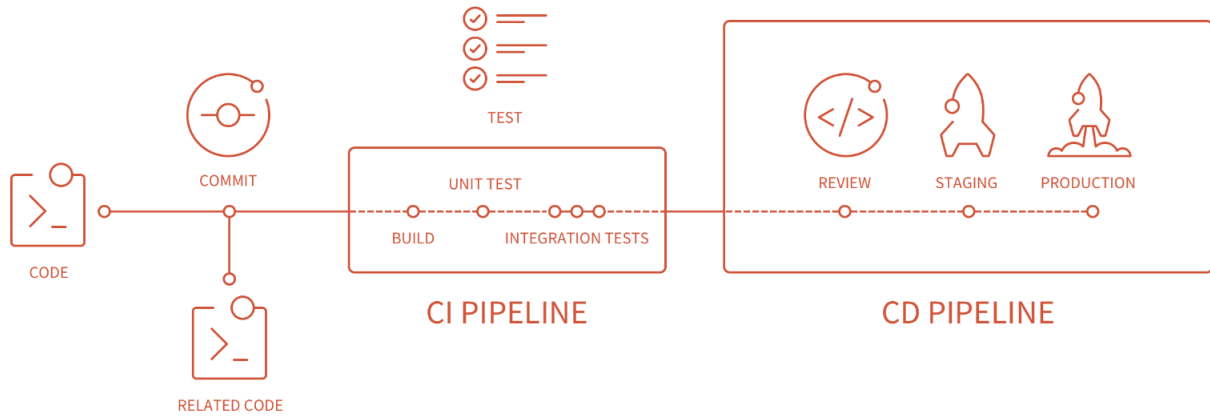 TEST
COMMIT
CODE
RELATED CODE
UNIT TEST
BUILD
INTEGRATION TESTS
CI PIPELINE
REVIEW
STAGING
PRODUCTION
CD PIPELINE